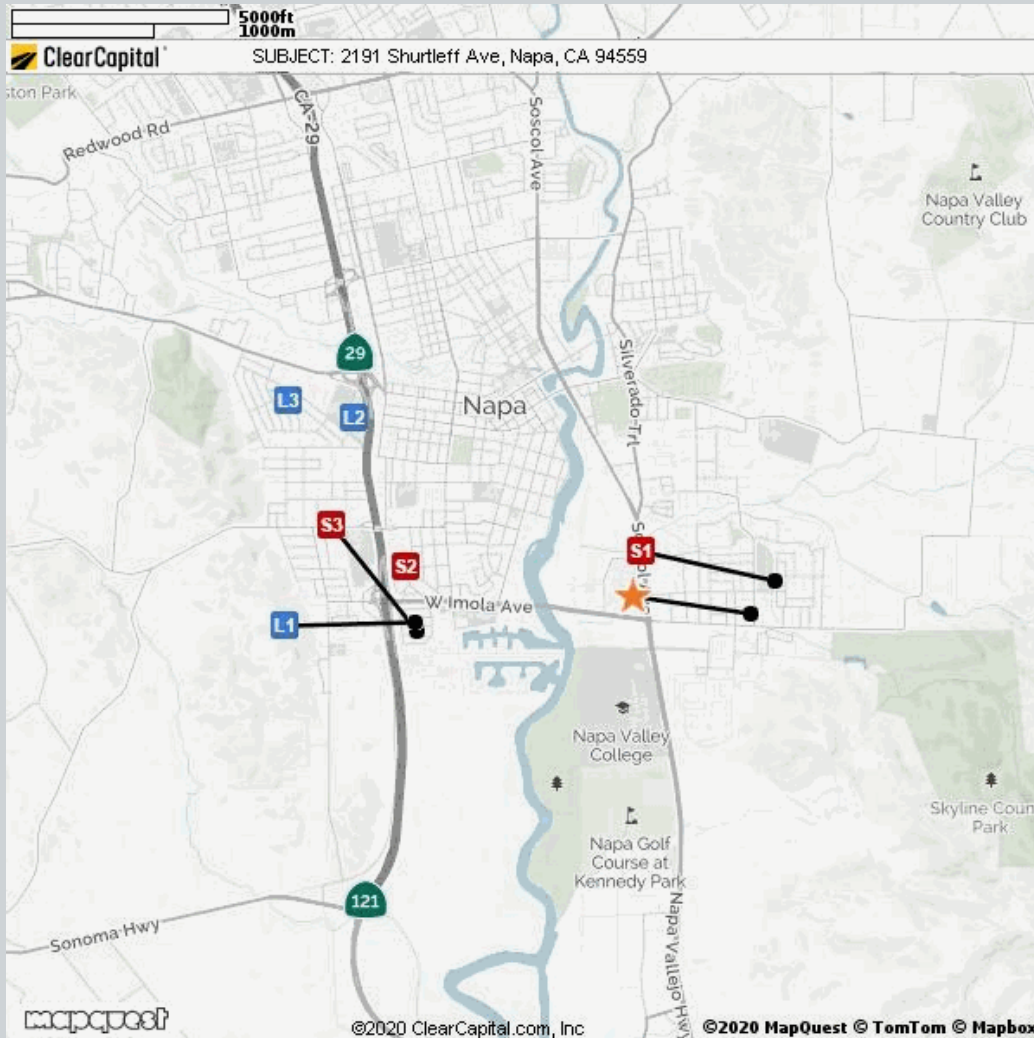 5000ft
1000m
ClearCapital
SUBJECT: 2191 Shurtleff Ave, Napa, CA 94559
ston Park
CA-29
Redwood Rd
Soscol Ave
Napa Valley
Country Club
29
Silverado Trl
L3
L2
Napa
S3
S1
S2
W Imola Ave
L1
Napa Valley
College
Skyline Coun
Park
Napa Golf
Course at
Kennedy Park
121
Sonoma Hwy
Napa Vallejo Hwy
mapquest
©2020 ClearCapital.com, Inc
©2020 MapQuest © TomTom © Mapbox